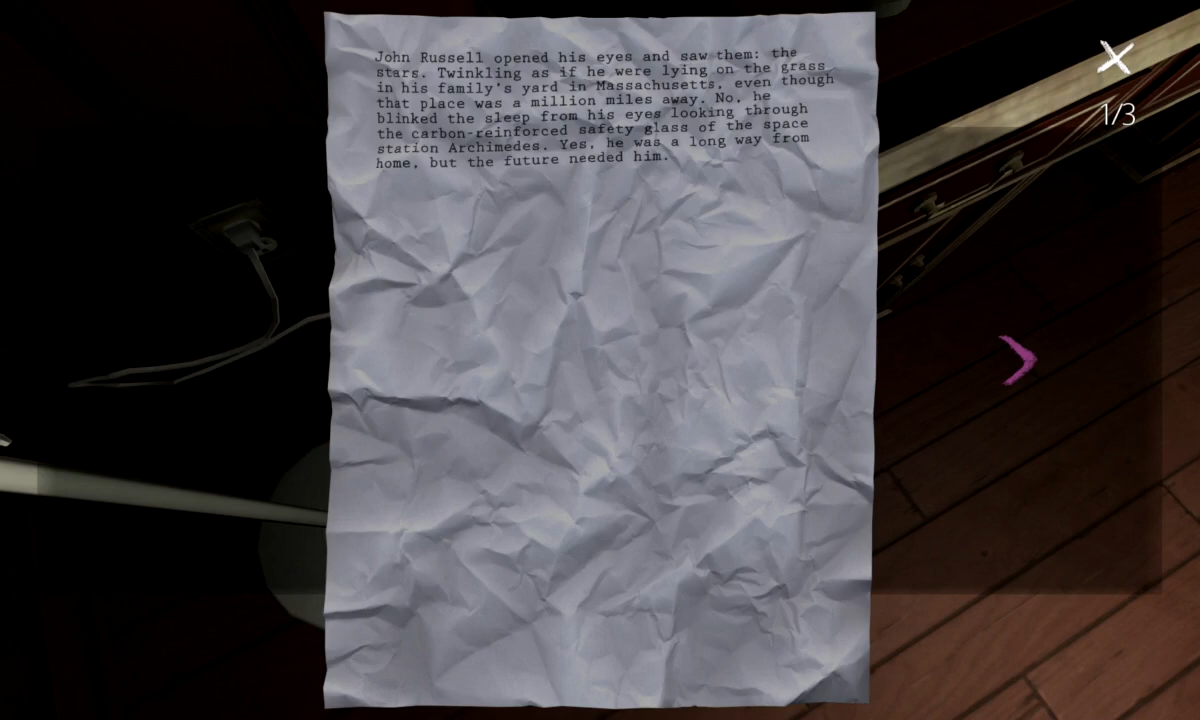 John Russell opened his eyes and saw them: the
stars. Twinkling as if he were lying on the grass
in his family's yard in Massachusetts, even though
that place was a million miles away. No, he
blinked the sleep from his eyes looking through
the carbon-reinforced safety glass of the space
station Archimedes. Yes, he was a long way from
home, but the future needed him.
1/3